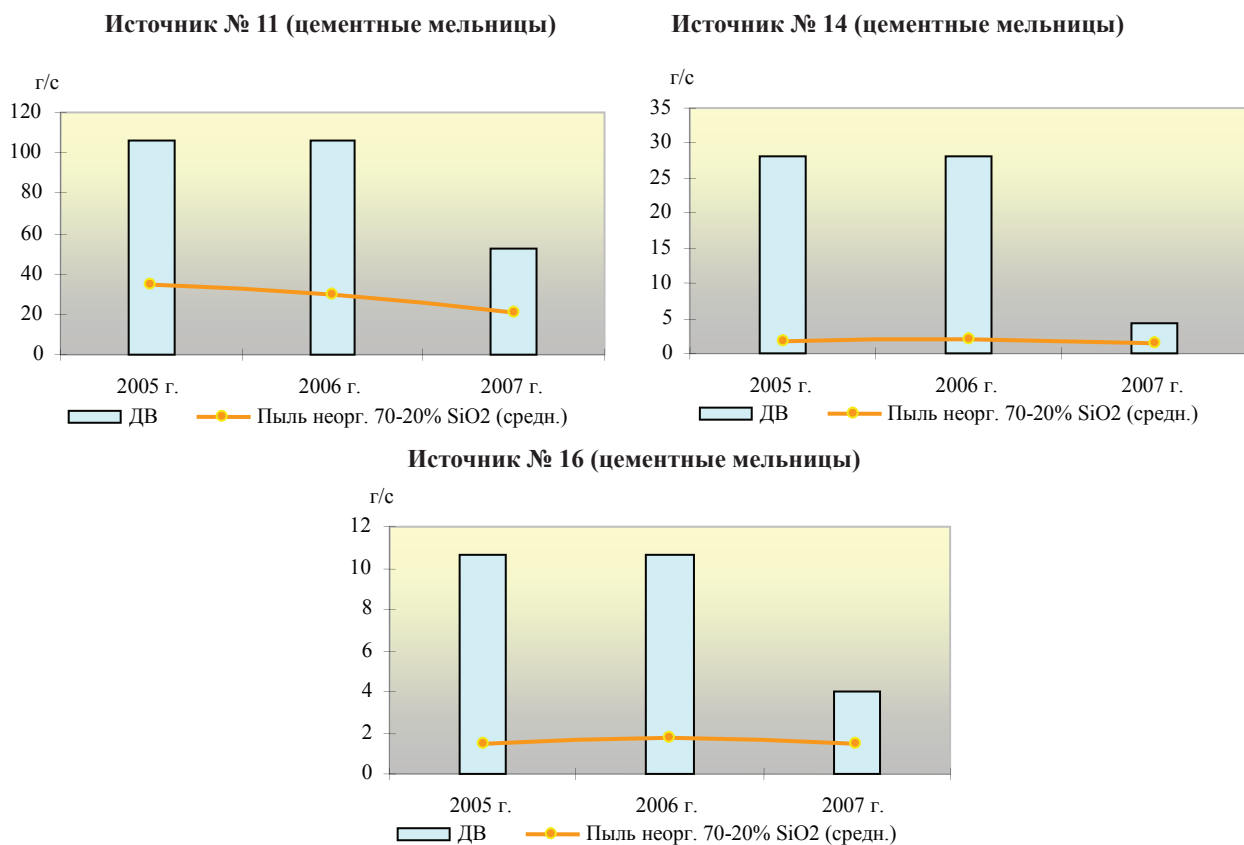 Источник № 11 (цементные мельницы)
г/с
120
100
80
60
40
20
0
2005 г. 2006 г. 2007 г.
ДВ Пыль неорг. 70-20% SiO2 (средн.)
Источник № 14 (цементные мельницы)
г/с
35
30
25
20
15
10
5
0
2005 г. 2006 г. 2007 г.
ДВ Пыль неорг. 70-20% SiO2 (средн.)
Источник № 16 (цементные мельницы)
г/с
12
10
8
6
4
2
0
2005 г. 2006 г. 2007 г.
ДВ Пыль неорг. 70-20% SiO2 (средн.)